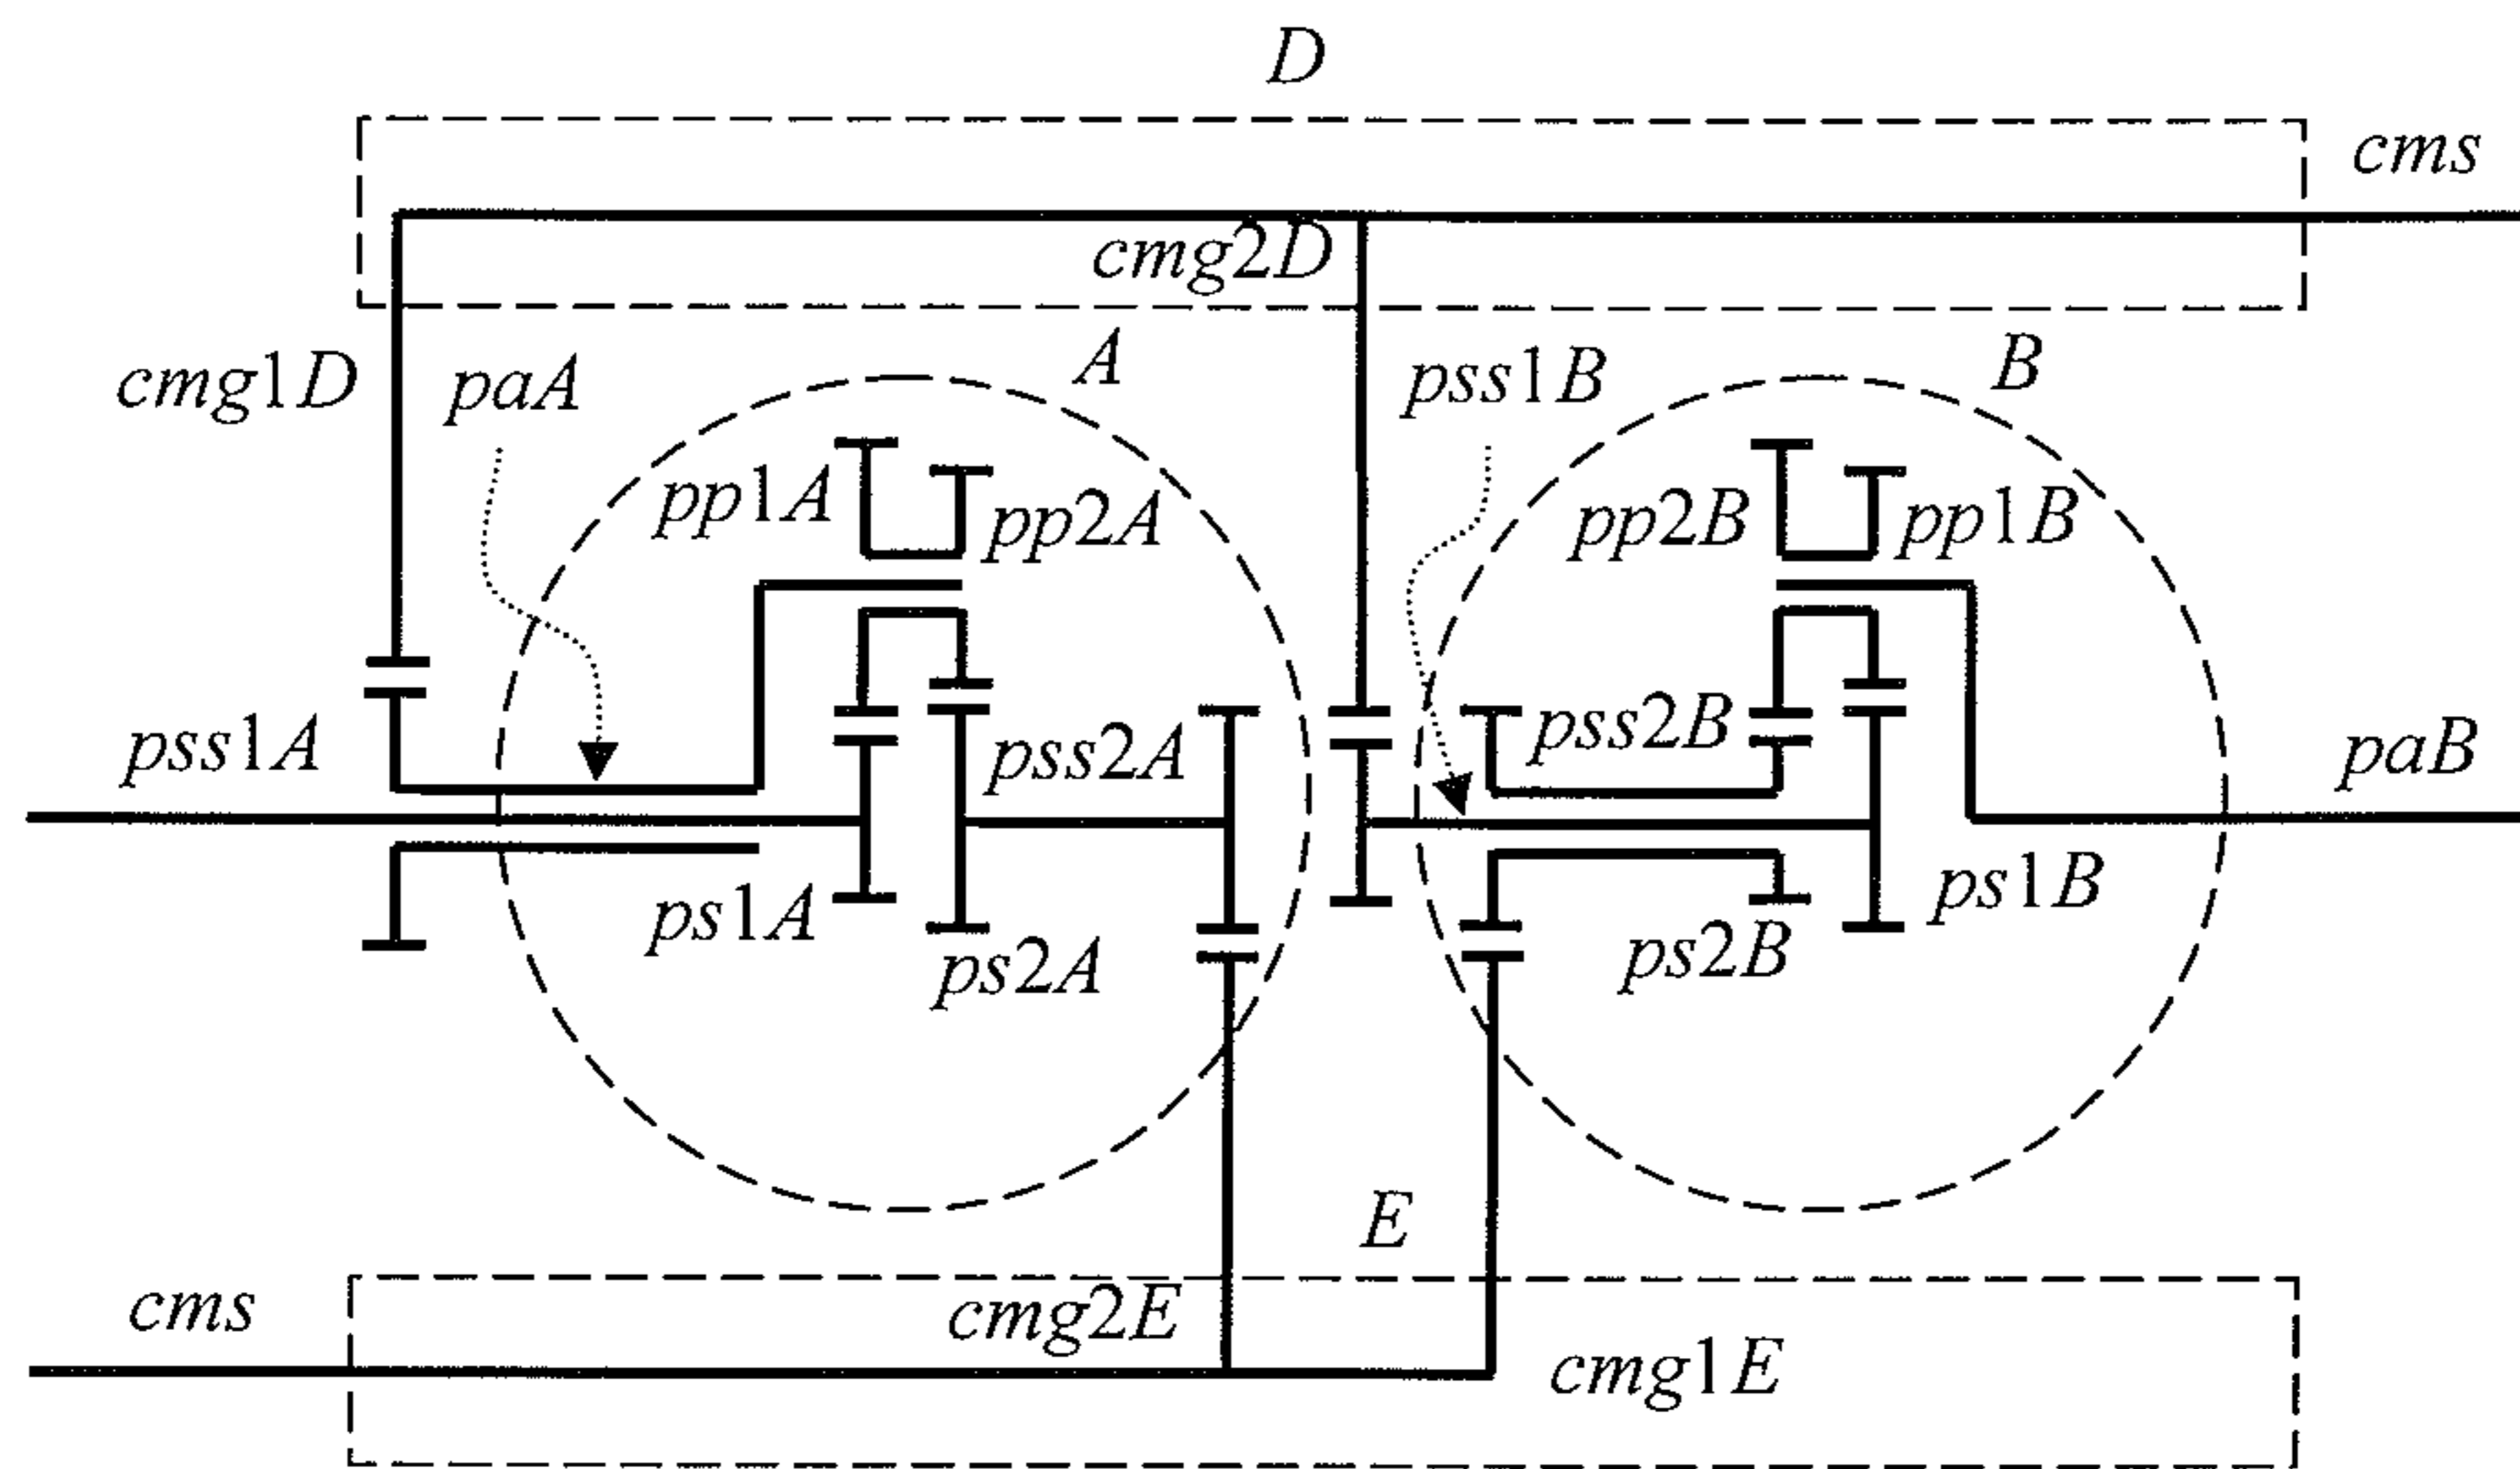 D
cms
cmg2D
A
B
cmg1D
paA
pss1B
pp1A
pp2A
pp2B
pp1B
pss1A
pss2A
pss2B
paB
ps1A
ps1B
ps2A
ps2B
E
cms
cmg2E
cmg1E